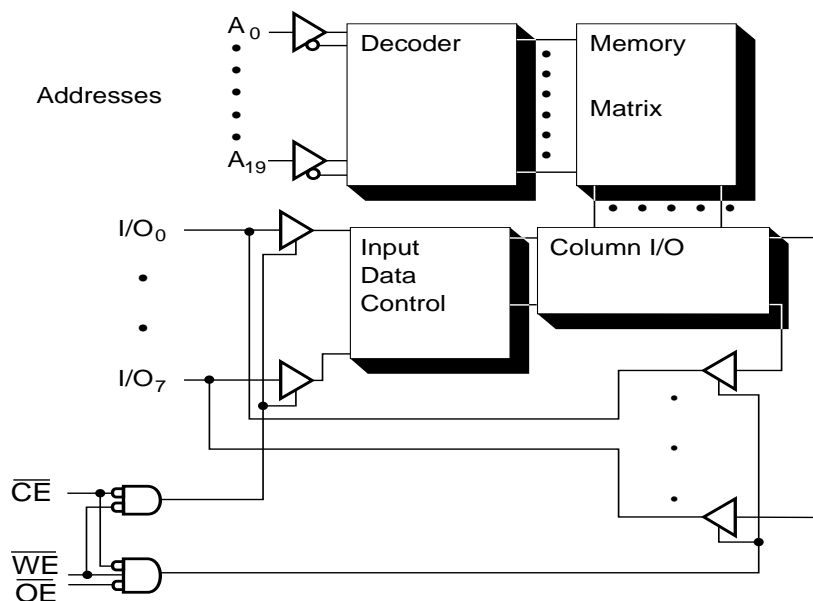 A0
Decoder
Memory
Addresses
Matrix
A19
I/O0
Input
Data
Control
Column I/O
I/O7
CE
WE
OE